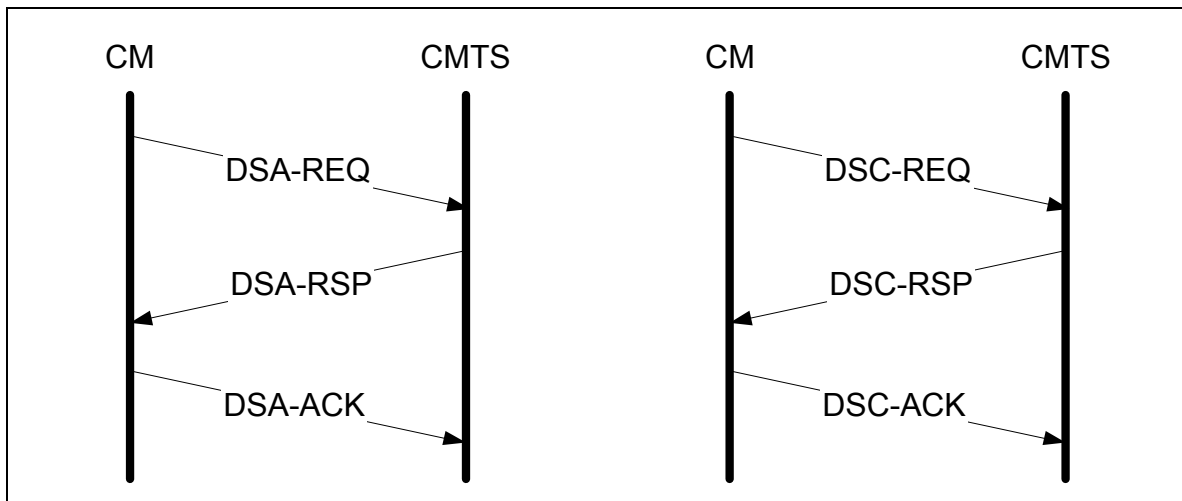 CM CMTS CM CMTS
DSA-REQ DSC-REQ
DSA-RSP DSC-RSP
DSA-ACK DSC-ACK